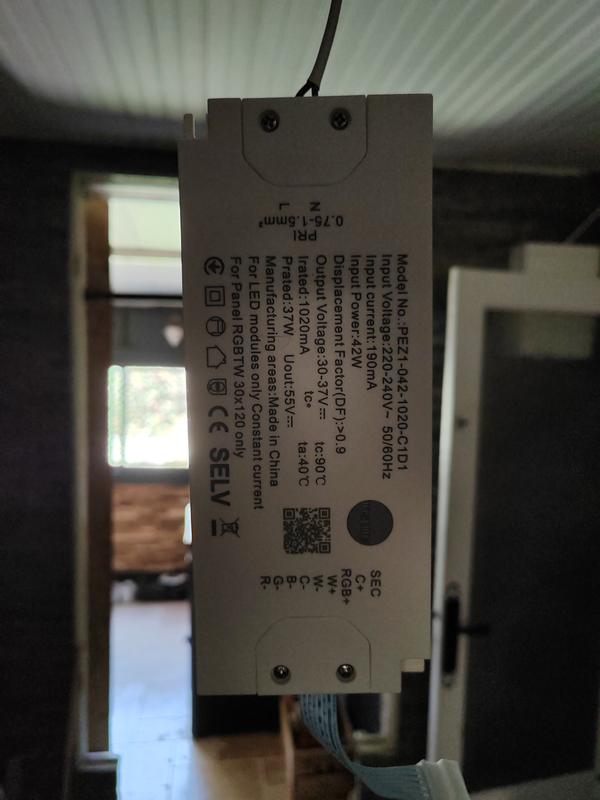 PRI
0.75-1.5mm²
N
L
Model No.:PEZ1-042-1020-C1D1
Input Voltage:220-240V~ 50/60Hz
Input current:190mA
Input Power:42W
Displacement Factor(DF):>0.9
Output Voltage:30-37V⎓ tc:90℃
Irated:1020mA tc• ta:40℃
Prated:37W Uout:55V⎓
Manufacturing areas:Made in China
For LED modules only Constant current
For Panel RGBTW 30x120 only
CE SELV
SEC
C+
RGB+
W+
W-
C-
B-
G-
R-